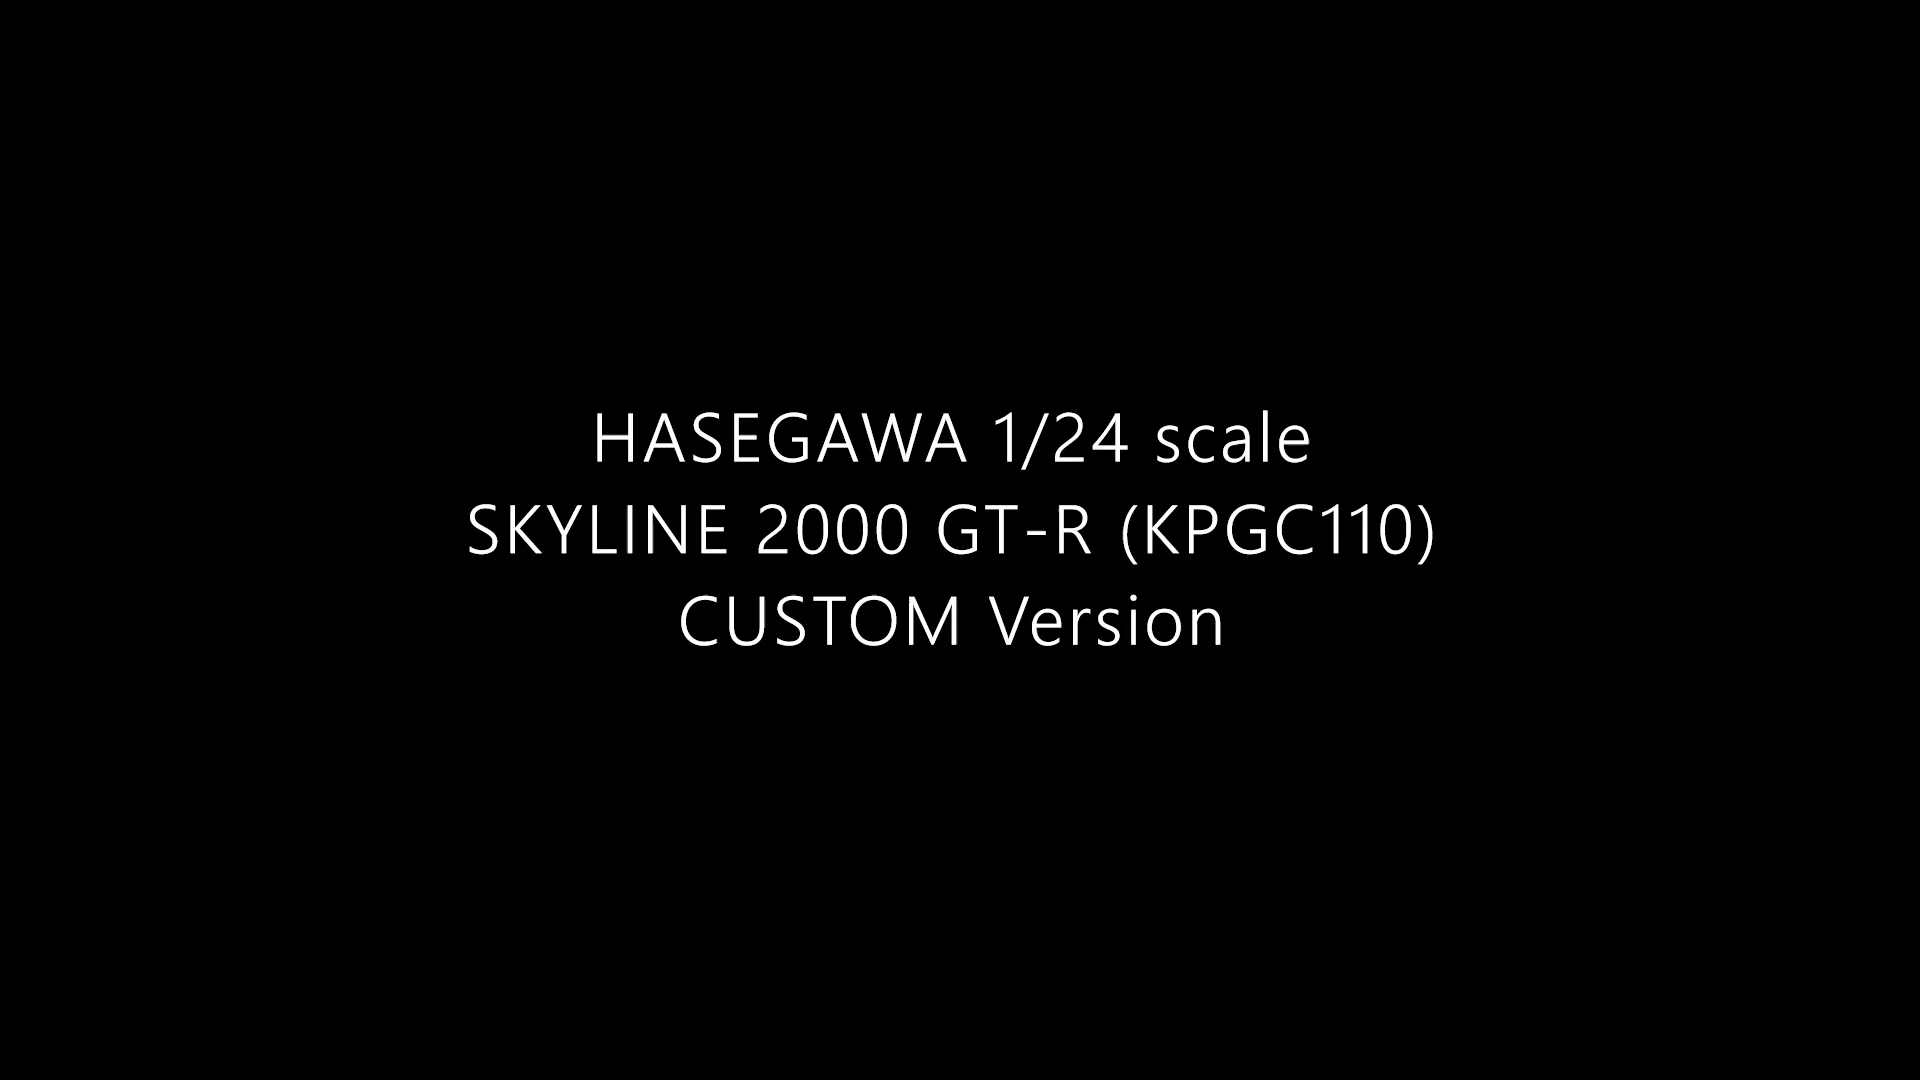 HASEGAWA 1/24 scale
SKYLINE 2000 GT-R (KPGC110)
CUSTOM Version